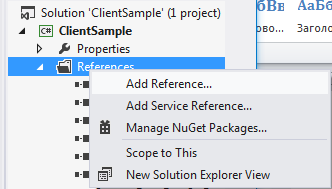 Solution 'ClientSample' (1 project)
ClientSample
Properties
References
Add Reference...
Add Service Reference...
Manage NuGet Packages...
Scope to This
New Solution Explorer View